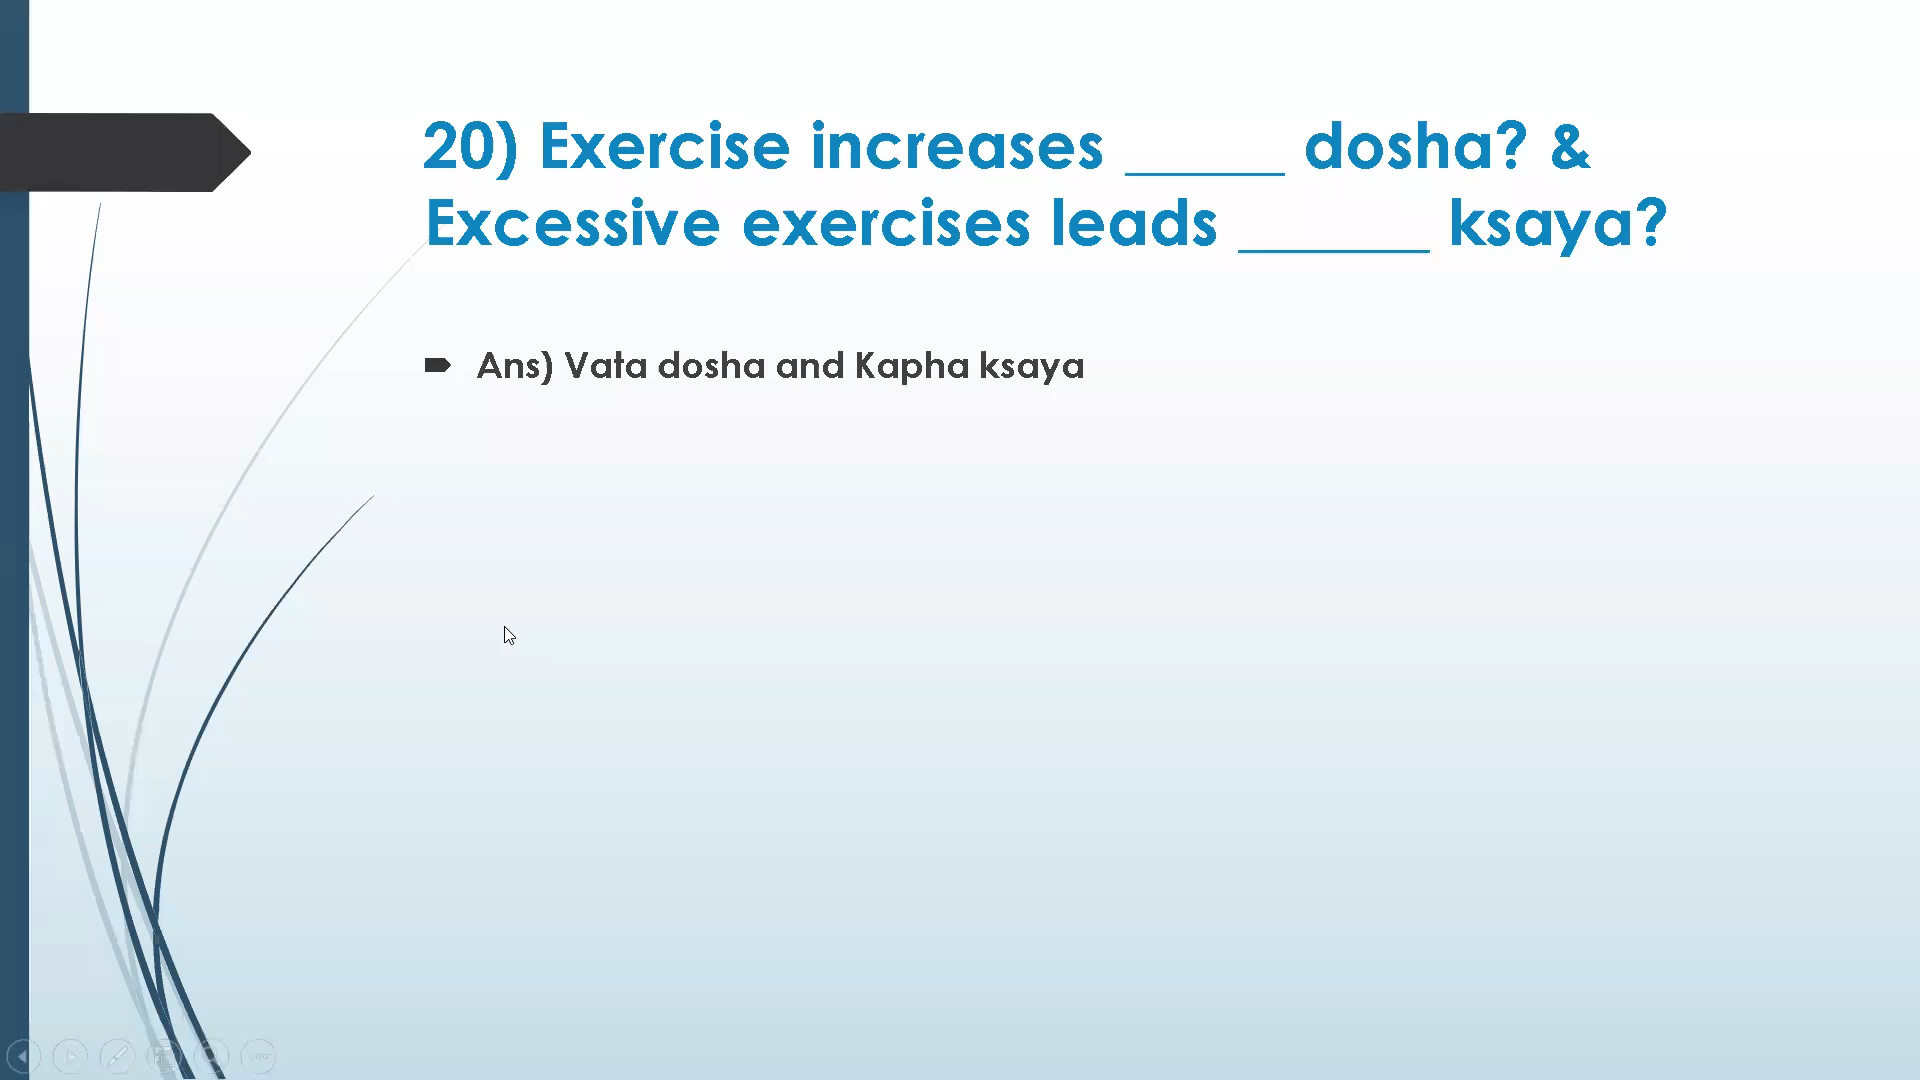 20) Exercise increases _____ dosha? &
Excessive exercises leads ______ ksaya?
Ans) Vata dosha and Kapha ksaya